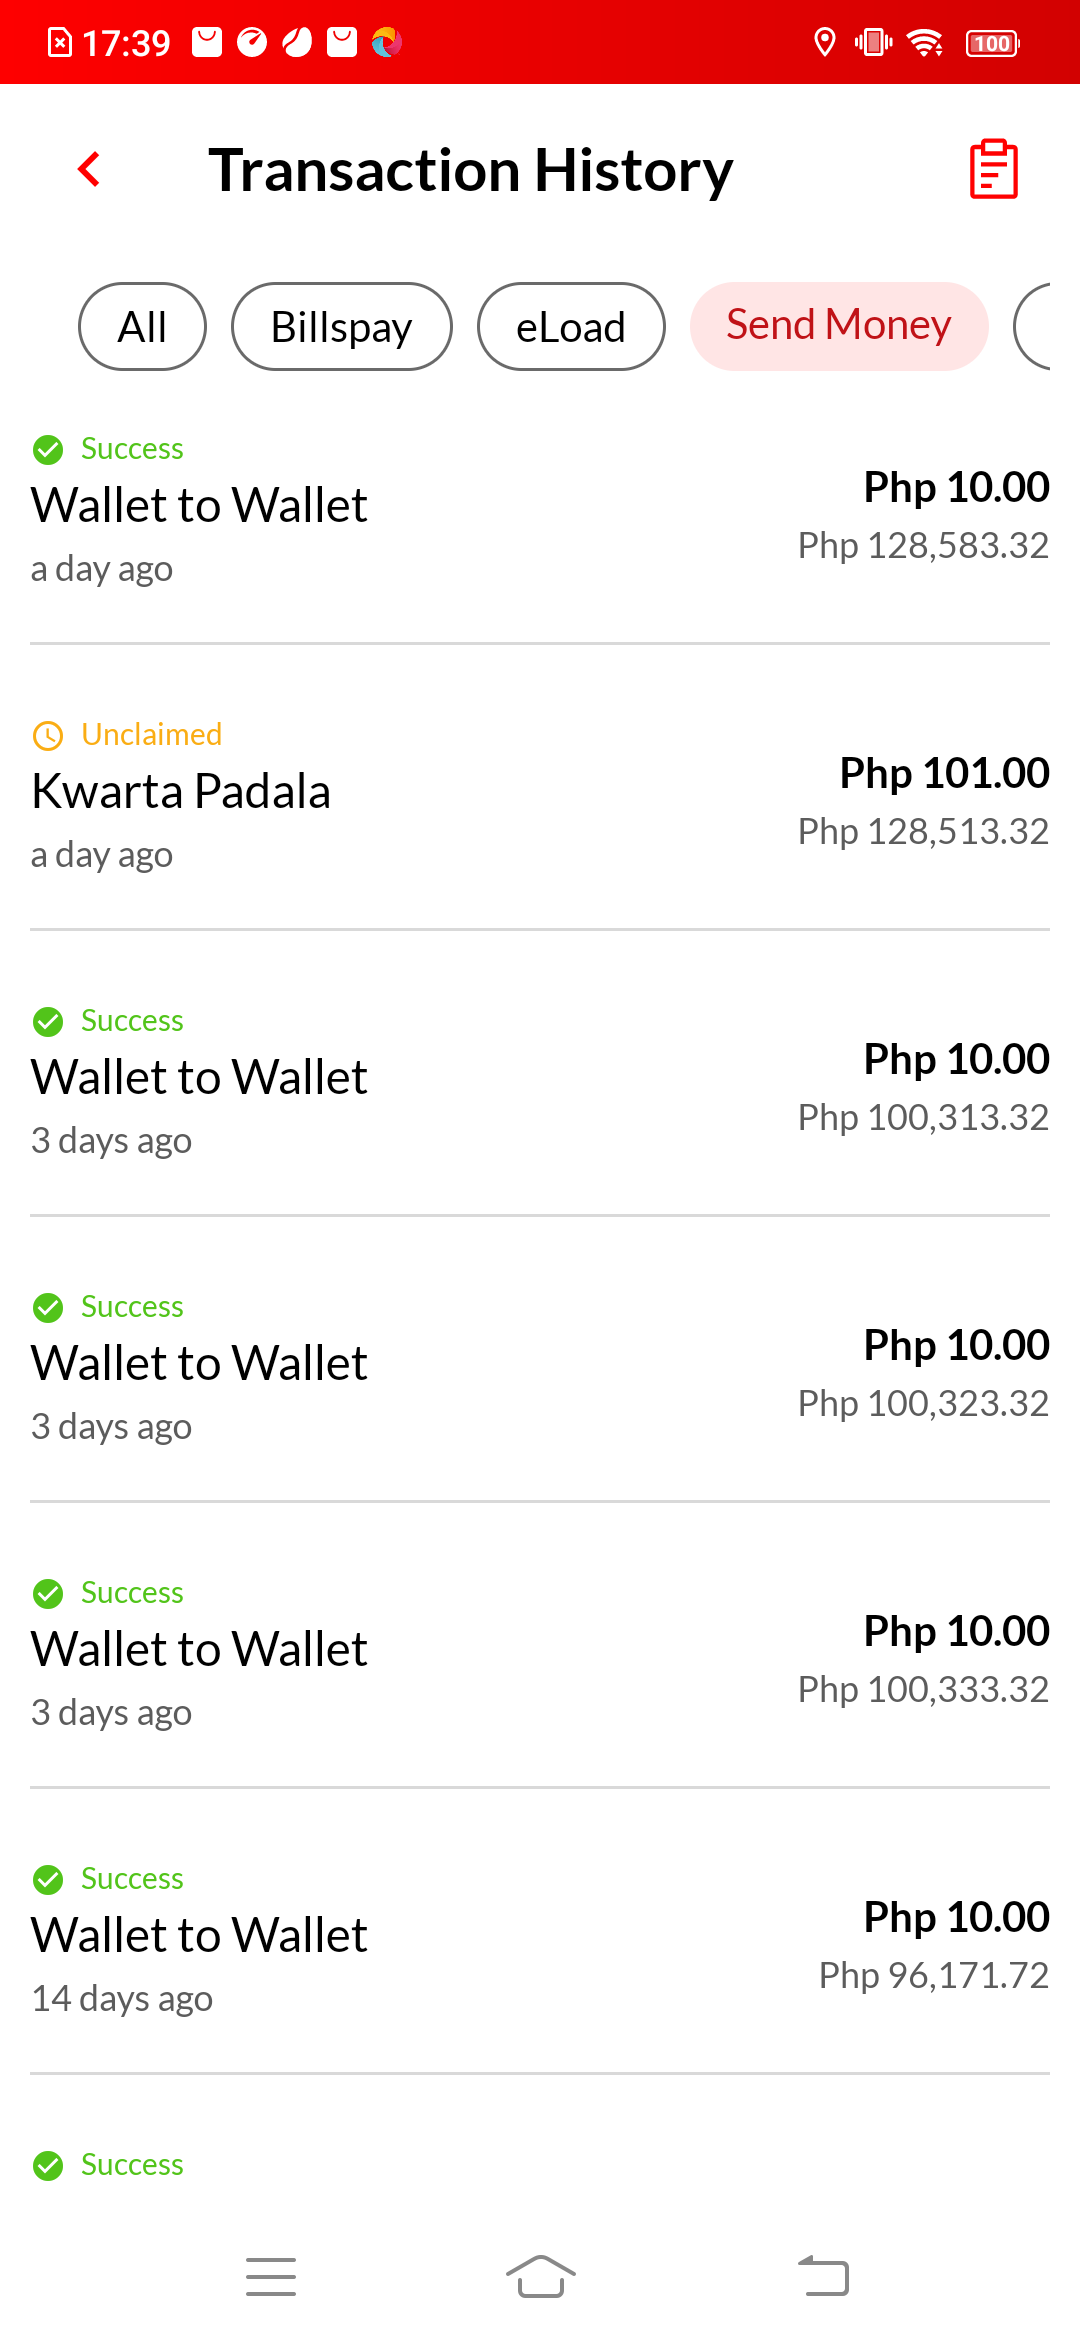 17:39
100
Transaction History
All
Billspay
eLoad
Send Money
Success
Wallet to Wallet
a day ago
Php 10.00
Php 128,583.32
Unclaimed
Kwarta Padala
a day ago
Php 101.00
Php 128,513.32
Success
Wallet to Wallet
3 days ago
Php 10.00
Php 100,313.32
Success
Wallet to Wallet
3 days ago
Php 10.00
Php 100,323.32
Success
Wallet to Wallet
3 days ago
Php 10.00
Php 100,333.32
Success
Wallet to Wallet
14 days ago
Php 10.00
Php 96,171.72
Success